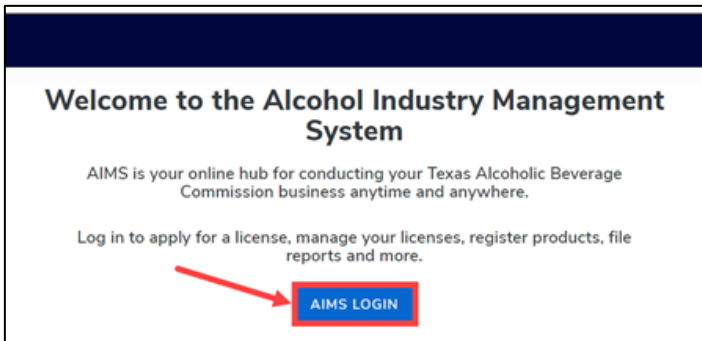 Welcome to the Alcohol Industry Management
System
AIMS is your online hub for conducting your Texas Alcoholic Beverage
Commission business anytime and anywhere.
Log in to apply for a license, manage your licenses, register products, file
reports and more.
AIMS LOGIN